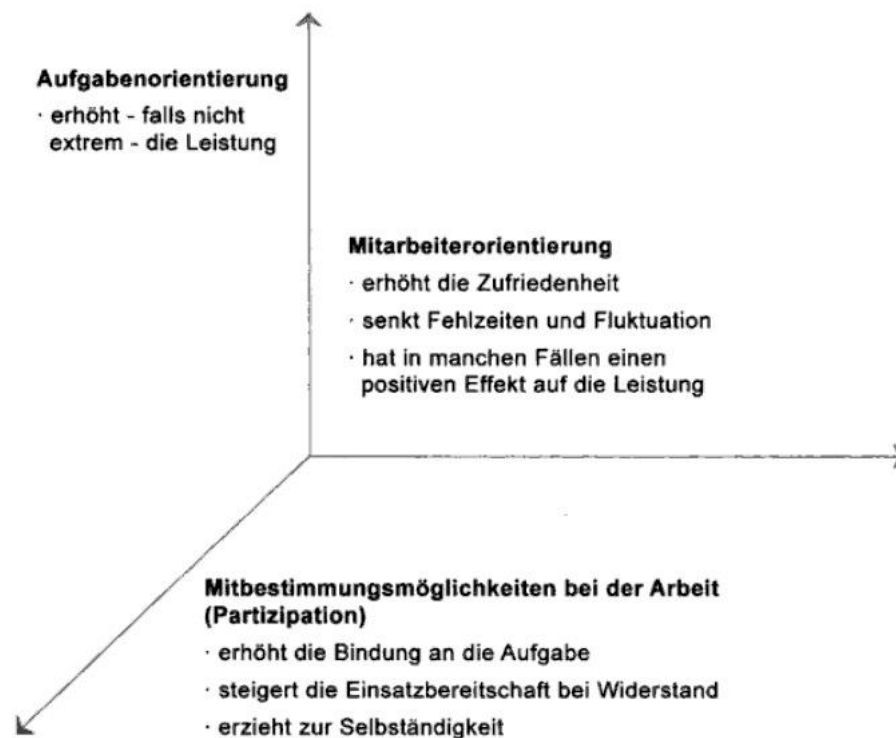 Aufgabenorientierung
· erhöht - falls nicht
extrem - die Leistung
Mitarbeiterorientierung
· erhöht die Zufriedenheit
· senkt Fehlzeiten und Fluktuation
· hat in manchen Fällen einen
positiven Effekt auf die Leistung
Mitbestimmungsmöglichkeiten bei der Arbeit
(Partizipation)
· erhöht die Bindung an die Aufgabe
· steigert die Einsatzbereitschaft bei Widerstand
· erzieht zur Selbständigkeit